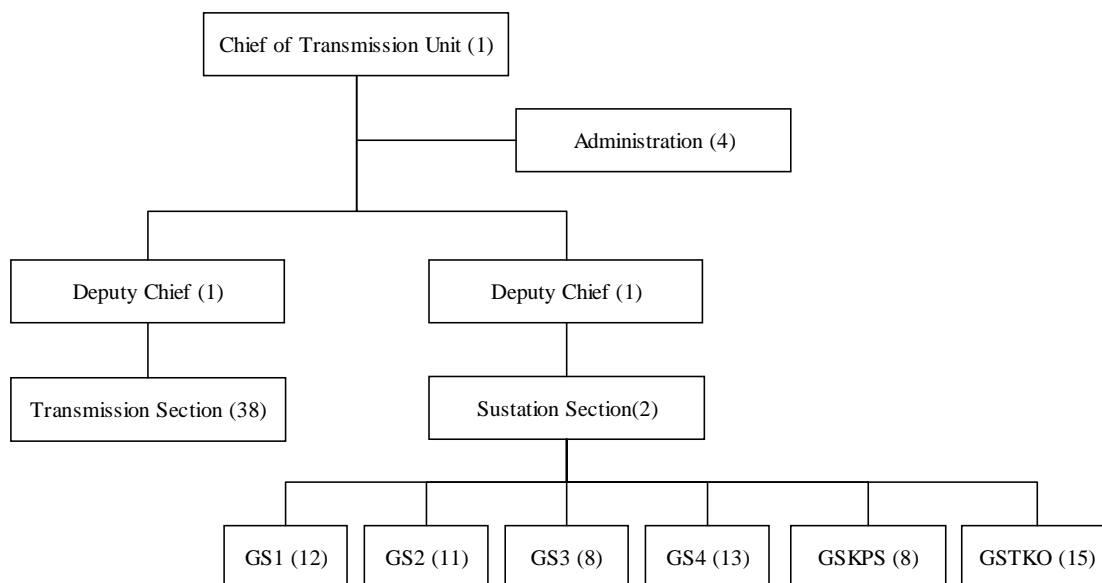 Chief of Transmission Unit (1)
Administration (4)
Deputy Chief (1)
Deputy Chief (1)
Transmission Section (38)
Sustation Section(2)
GS1 (12)
GS2 (11)
GS3 (8)
GS4 (13)
GSKPS (8)
GSTKO (15)